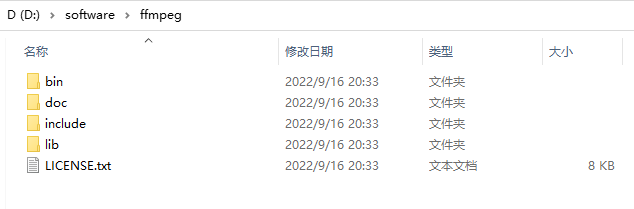 D (D:) > software > ffmpeg
名称 修改日期 类型 大小
bin 2022/9/16 20:33 文件夹
doc 2022/9/16 20:33 文件夹
include 2022/9/16 20:33 文件夹
lib 2022/9/16 20:33 文件夹
LICENSE.txt 2022/9/16 20:33 文本文档 8 KB